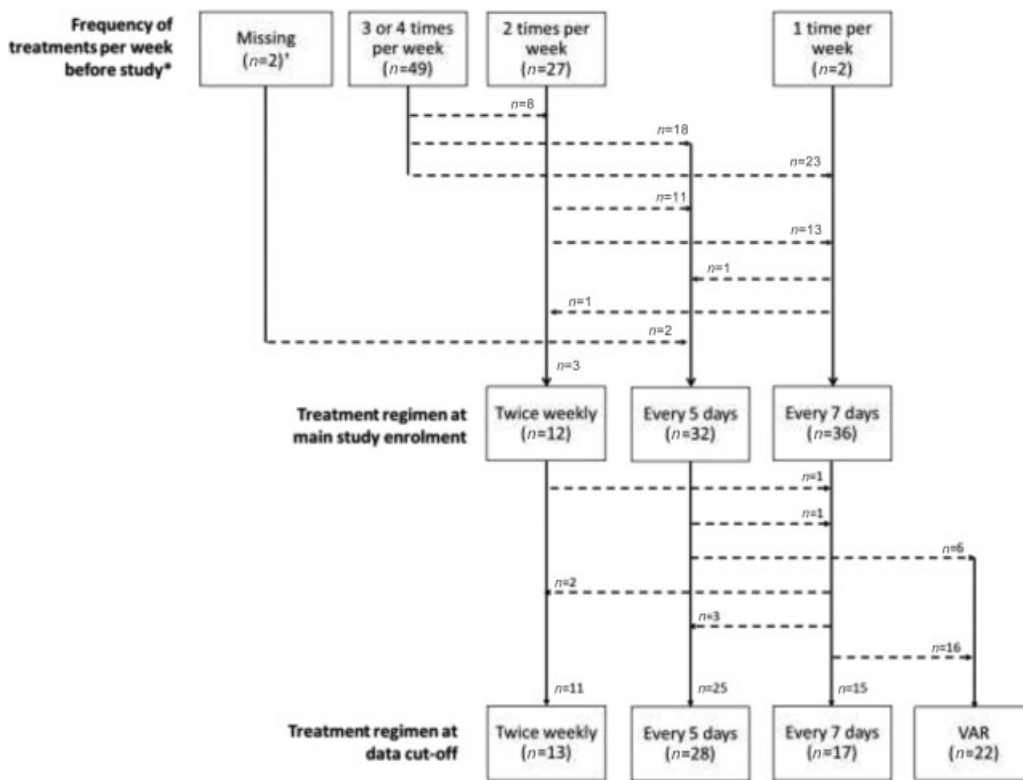 Frequency of
treatments per week
before study*
Missing
(n=2)†
3 or 4 times
per week
(n=49)
2 times per
week
(n=27)
1 time per
week
(n=2)
n=8
n=18
n=23
n=11
n=13
n=1
n=1
n=2
n=3
Treatment regimen at
main study enrolment
Twice weekly
(n=12)
Every 5 days
(n=32)
Every 7 days
(n=36)
n=1
n=1
n=6
n=2
n=3
n=16
n=11
n=25
n=15
Treatment regimen at
data cut-off
Twice weekly
(n=13)
Every 5 days
(n=28)
Every 7 days
(n=17)
VAR
(n=22)